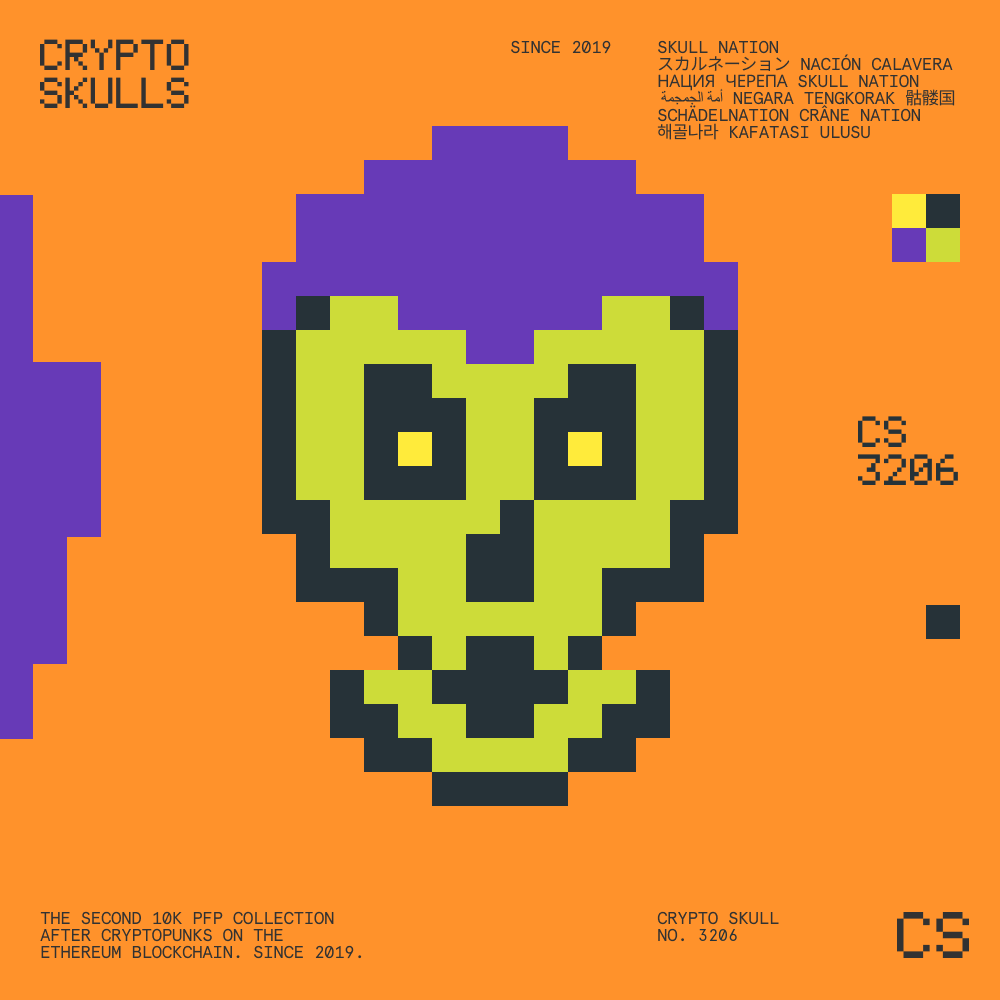 CRYPTO
SKULLS
SINCE 2019
SKULL NATION
スカルネーション NACIÓN CALAVERA
НАЦИЯ ЧЕРЕПА SKULL NATION
أمة الجمجمة NEGARA TENGKORAK 骷髅国
SCHÄDELNATION CRÂNE NATION
해골나라 KAFATASI ULUSU
CS
3206
THE SECOND 10K PFP COLLECTION
AFTER CRYPTOPUNKS ON THE
ETHEREUM BLOCKCHAIN. SINCE 2019.
CRYPTO SKULL
NO. 3206
CS